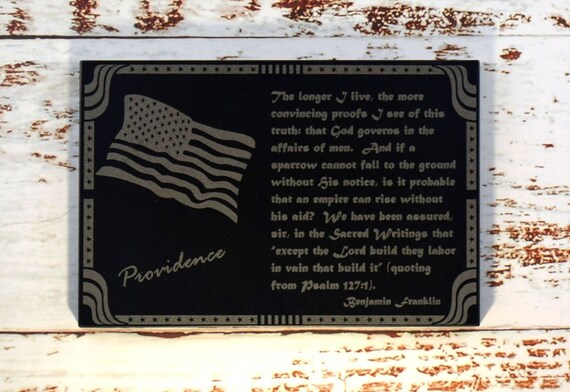 The longer I live, the more
convincing proofs I see of this
truth: that God governs in the
affairs of men. And if a
sparrow cannot fall to the ground
without His notice, is it probable
that an empire can rise without
his aid? We have been assured,
sir, in the Sacred Writings that
'except the Lord build they labor
in vain that build it' (quoting
from Psalm 127:1).
Benjamin Franklin
Providence